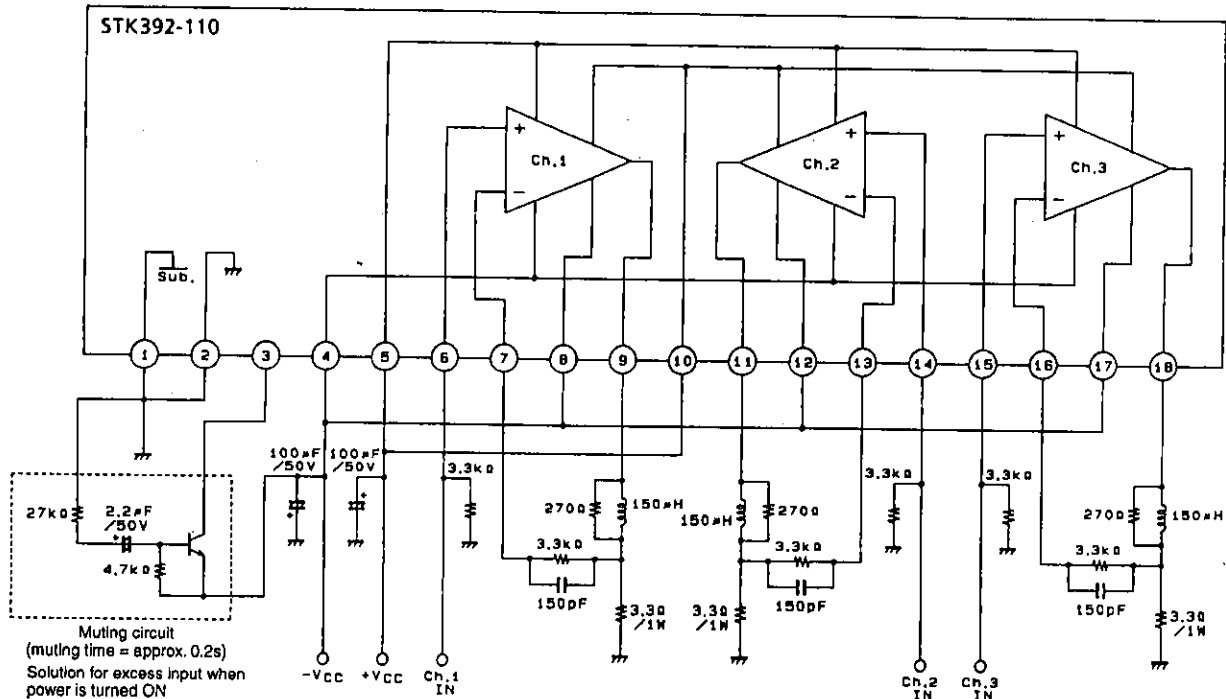 STK392-110
+
Ch.1
−
+
Ch.2
−
+
Ch.3
−
Sub.
1 2 3 4 5 6 7 8 9 10 11 12 13 14 15 16 17 18
100µF /50V
100µF /50V
3.3kΩ
3.3kΩ
3.3kΩ
27kΩ
2.2µF /50V
+
4.7kΩ
270Ω
150µH
150µH
270Ω
270Ω
150µH
3.3kΩ
150pF
3.3kΩ
150pF
3.3kΩ
150pF
3.3Ω /1W
3.3Ω /1W
3.3Ω /1W
Muting circuit
(muting time = approx. 0.2s)
Solution for excess input when
power is turned ON
-VCC
+VCC
Ch.1 IN
Ch.2 IN
Ch.3 IN